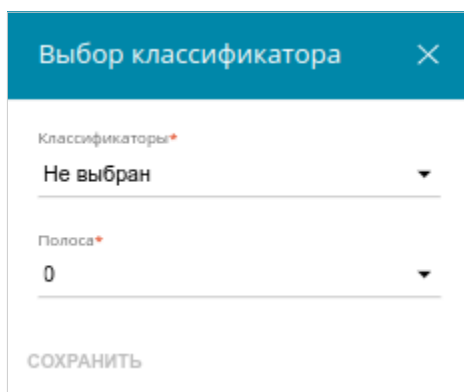 Выбор классификатора
Классификаторы*
Не выбран
Полоса*
0
СОХРАНИТЬ